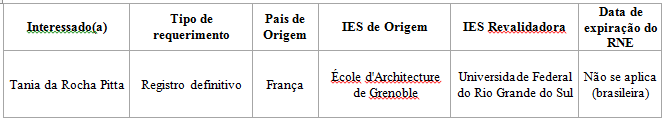 Interessado(a)
Tipo de
requerimento
Pais de
Origem
IES de Origem
IES Revalidadora
Data de
expiração do
RNE
Tania da Rocha Pitta
Registro definitivo
França
École d'Architecture
de Grenoble
Universidade Federal
do Rio Grande do Sul
Não se aplica
(brasileira)